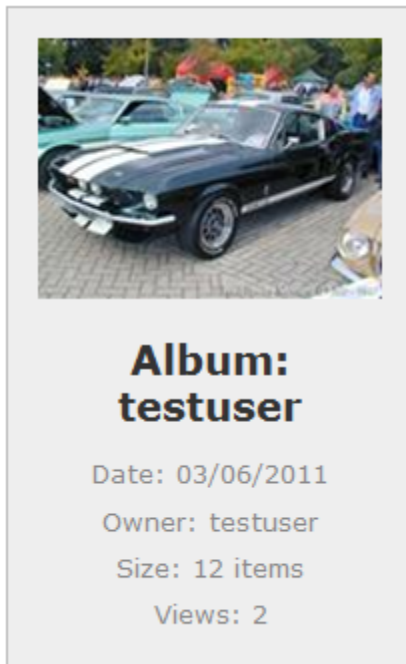 Album:
testuser
Date: 03/06/2011
Owner: testuser
Size: 12 items
Views: 2